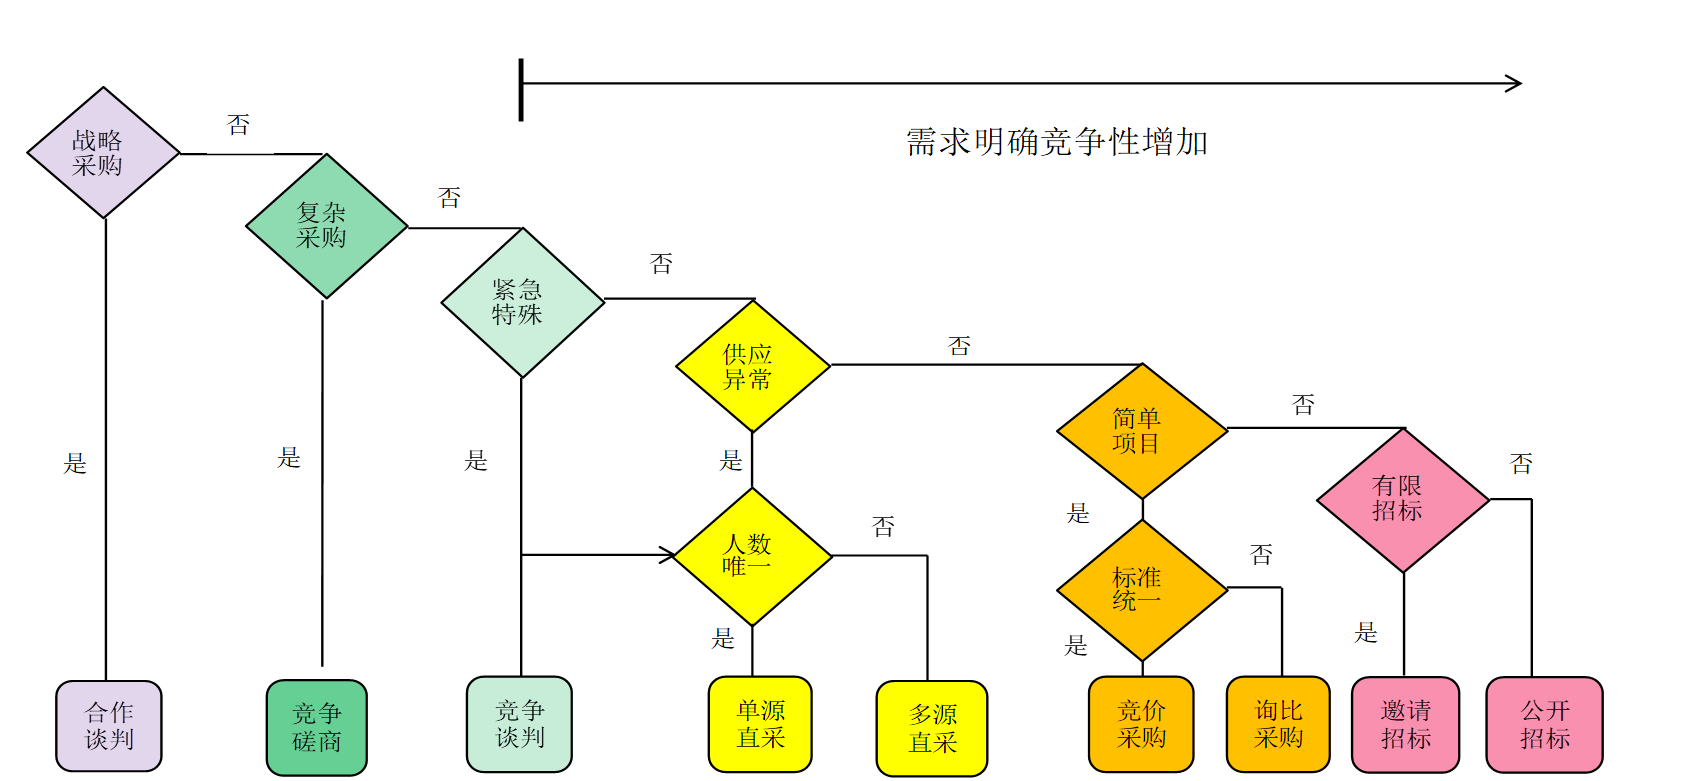 需求明确竞争性增加
战略
采购
否
是
复杂
采购
否
是
紧急
特殊
否
是
供应
异常
否
是
人数
唯一
否
是
简单
项目
否
是
标准
统一
否
是
有限
招标
否
是
合作
谈判
竞争
磋商
竞争
谈判
单源
直采
多源
直采
竞价
采购
询比
采购
邀请
招标
公开
招标